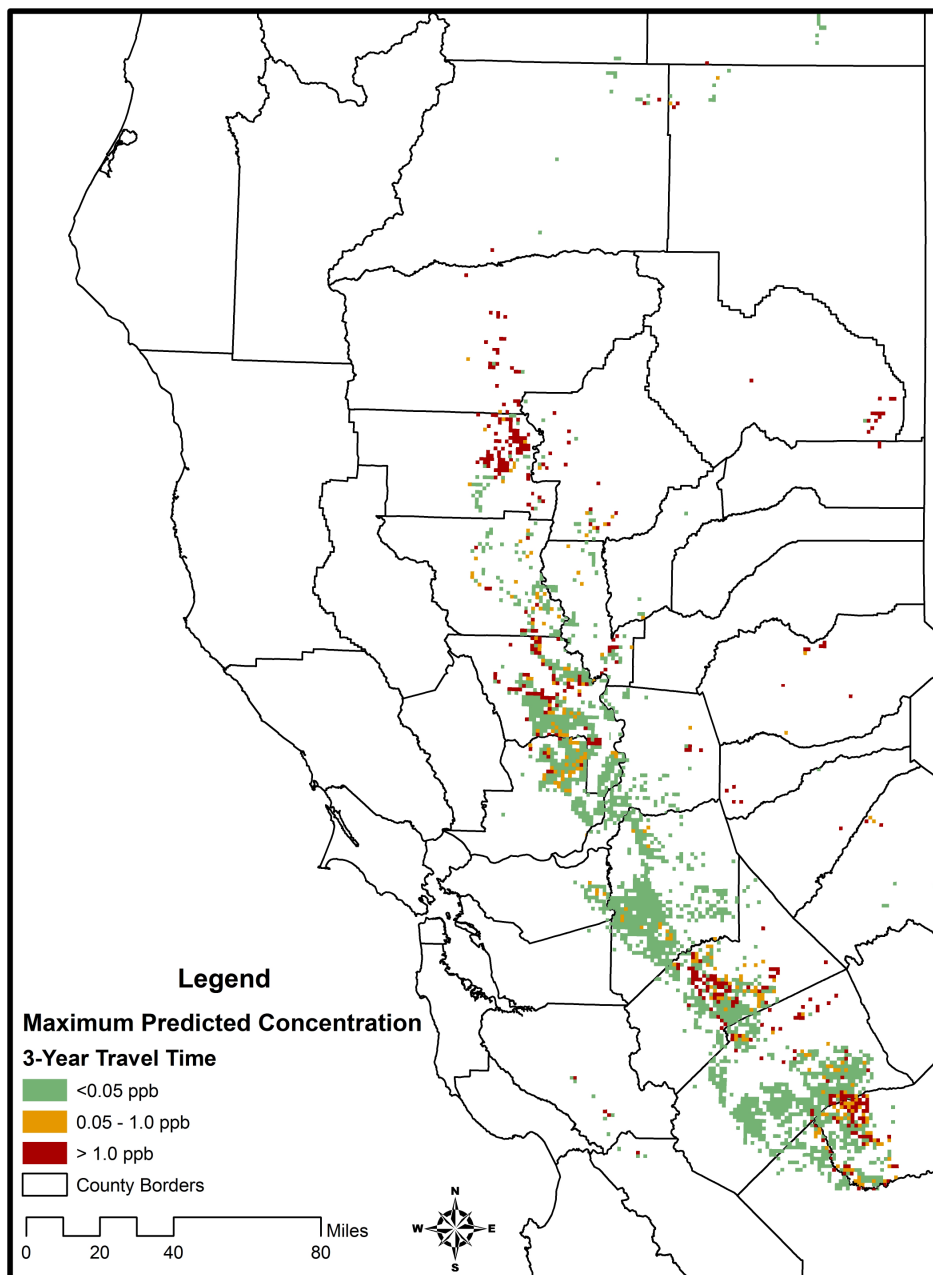 Legend
Maximum Predicted Concentration
3-Year Travel Time
<0.05 ppb
0.05 - 1.0 ppb
> 1.0 ppb
County Borders
Miles
0 20 40 80
N
W E
S